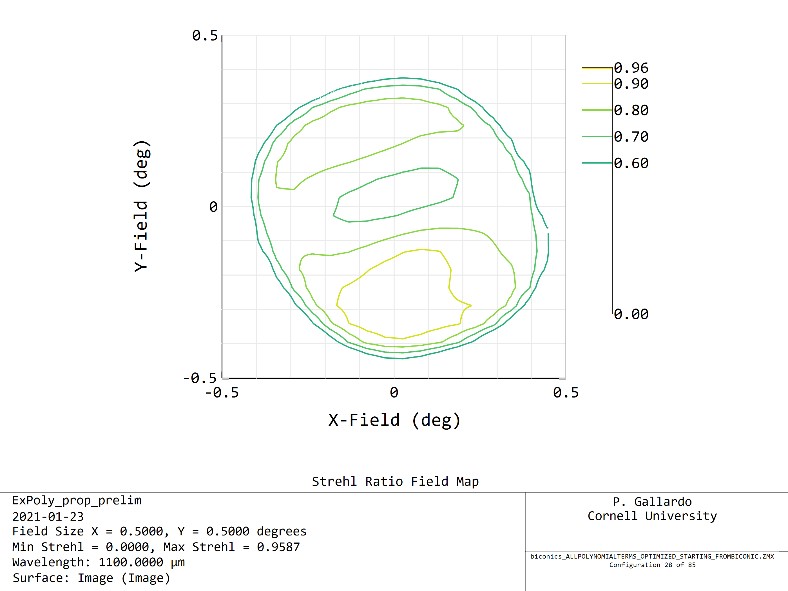 0.5
0
-0.5
Y-Field (deg)
-0.5
0
0.5
X-Field (deg)
0.96
0.90
0.80
0.70
0.60
0.00
Strehl Ratio Field Map
ExPoly_prop_prelim
2021-01-23
Field Size X = 0.5000, Y = 0.5000 degrees
Min Strehl = 0.0000, Max Strehl = 0.9587
Wavelength: 1100.0000 µm
Surface: Image (Image)
P. Gallardo
Cornell University
biconics_ALLPOLYNOMIALTERMS_OPTIMIZED_STARTING_FROMBICONIC.ZMX
Configuration 28 of 85